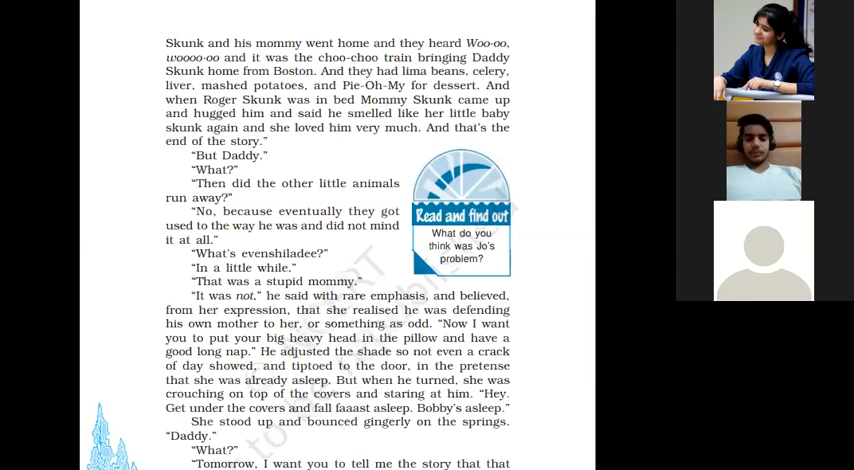 Skunk and his mommy went home and they heard Woo-oo,
woooo-oo and it was the choo-choo train bringing Daddy
Skunk home from Boston. And they had lima beans, celery,
liver, mashed potatoes, and Pie-Oh-My for dessert. And
when Roger Skunk was in bed Mommy Skunk came up
and hugged him and said he smelled like her little baby
skunk again and she loved him very much. And that's the
end of the story.”
“But Daddy.”
“What?”
“Then did the other little animals
run away?”
“No, because eventually they got
used to the way he was and did not mind
it at all.”
“What's evenshiladee?”
“In a little while.”
“That was a stupid mommy.”
“It was not,” he said with rare emphasis, and believed,
from her expression, that she realised he was defending
his own mother to her, or something as odd. “Now I want
you to put your big heavy head in the pillow and have a
good long nap.” He adjusted the shade so not even a crack
of day showed, and tiptoed to the door, in the pretense
that she was already asleep. But when he turned, she was
crouching on top of the covers and staring at him. “Hey.
Get under the covers and fall faaast asleep. Bobby's asleep.”
She stood up and bounced gingerly on the springs.
“Daddy.”
“What?”
“Tomorrow, I want you to tell me the story that that
Read and find out
What do you
think was Jo's
problem?